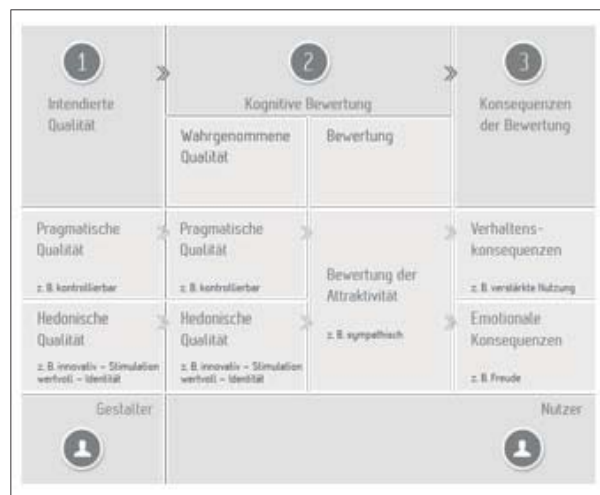 1
2
3
Intendierte
Qualität
Kognitive Bewertung
Konsequenzen
der Bewertung
Wahrgenommene
Qualität
Bewertung
Pragmatische
Qualität
z. B. kontrollierbar
Pragmatische
Qualität
z. B. kontrollierbar
Bewertung der
Attraktivität
z. B. sympathisch
Verhaltens-
konsequenzen
z. B. verstärkte Nutzung
Hedonische
Qualität
z. B. innovativ – Stimulation
wertvoll – Identität
Hedonische
Qualität
z. B. innovativ – Stimulation
wertvoll – Identität
Emotionale
Konsequenzen
z. B. Freude
Gestalter
Nutzer